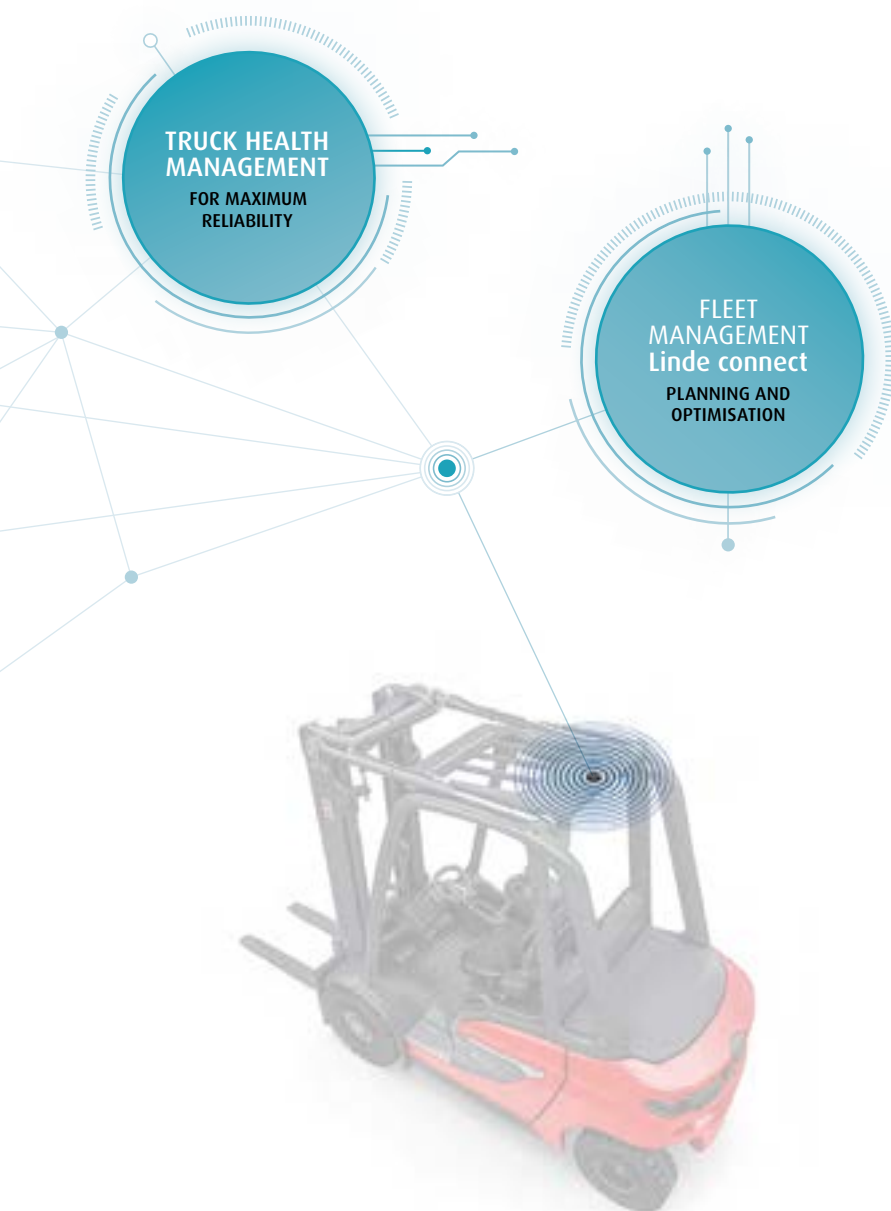 TRUCK HEALTH
MANAGEMENT
FOR MAXIMUM
RELIABILITY
FLEET
MANAGEMENT
Linde connect
PLANNING AND
OPTIMISATION